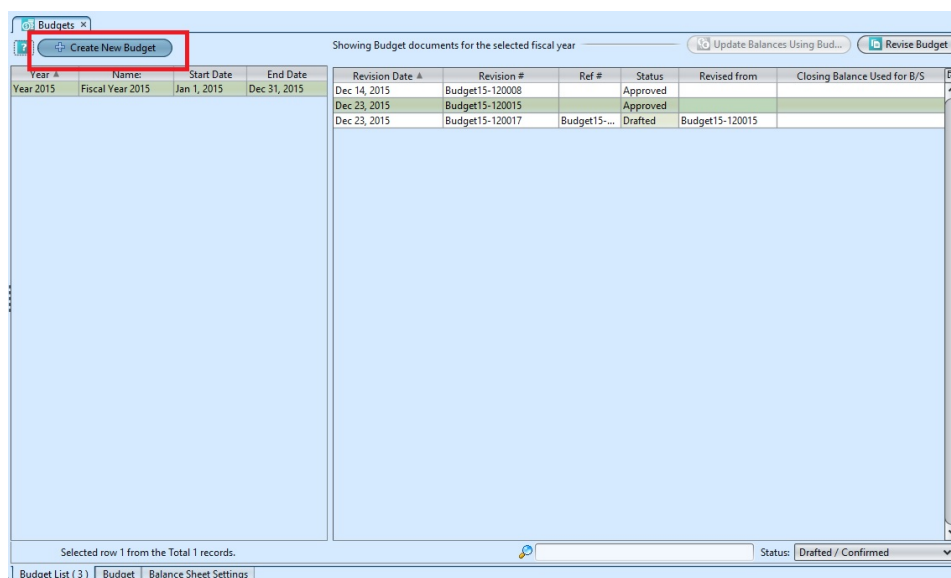 Budgets ×
Create New Budget
Showing Budget documents for the selected fiscal year
Update Balances Using Bud...
Revise Budget
Year Name: Start Date End Date
Year 2015 Fiscal Year 2015 Jan 1, 2015 Dec 31, 2015
Revision Date Revision # Ref # Status Revised from Closing Balance Used for B/S
Dec 14, 2015 Budget15-120008 Approved
Dec 23, 2015 Budget15-120015 Approved
Dec 23, 2015 Budget15-120017 Budget15-... Drafted Budget15-120015
Selected row 1 from the Total 1 records.
Status: Drafted / Confirmed
Budget List ( 3 ) Budget Balance Sheet Settings